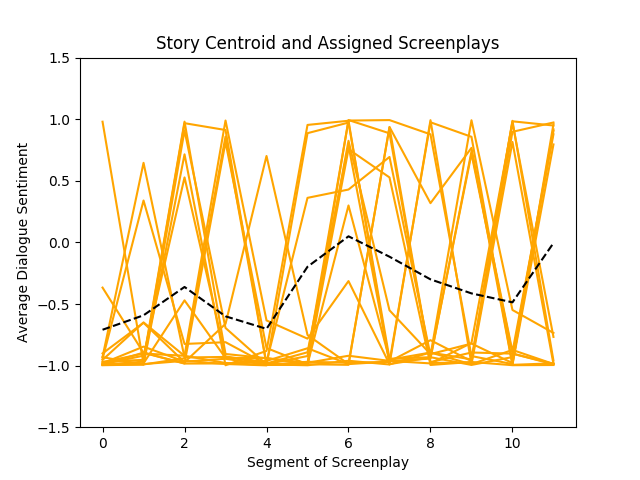 Story Centroid and Assigned Screenplays
1.5
1.0
0.5
0.0
−0.5
−1.0
−1.5
Average Dialogue Sentiment
0 2 4 6 8 10
Segment of Screenplay